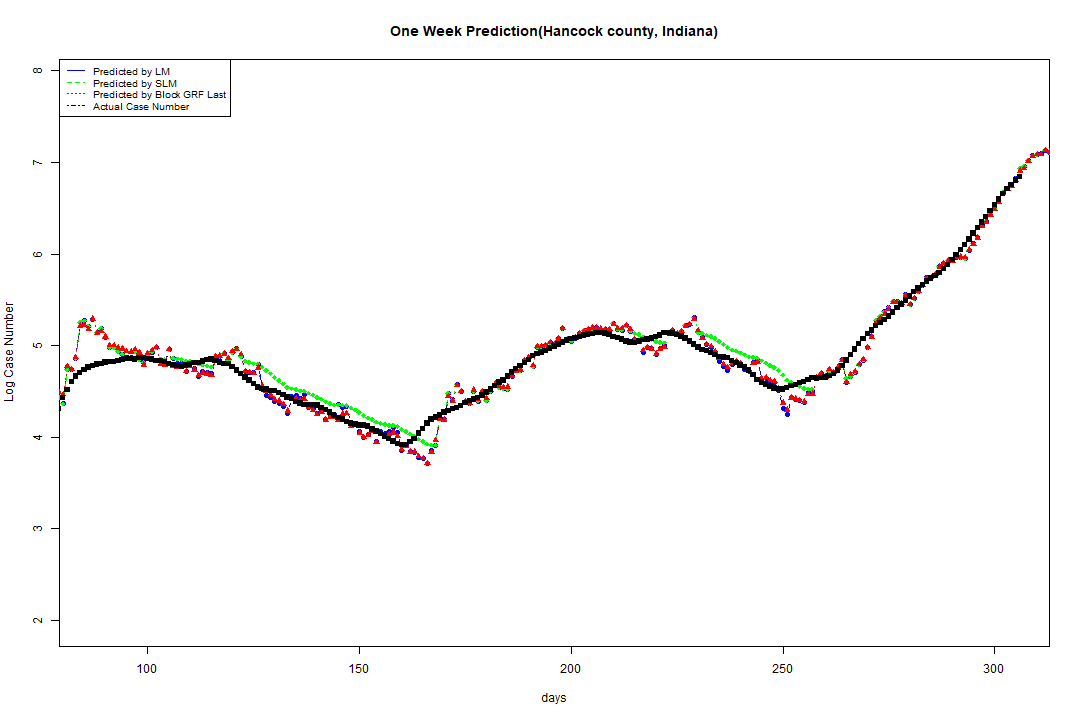 One Week Prediction(Hancock county, Indiana)
Predicted by LM
Predicted by SLM
Predicted by Block GRF Last
Actual Case Number
8
7
6
5
4
3
2
Log Case Number
100 150 200 250 300
days